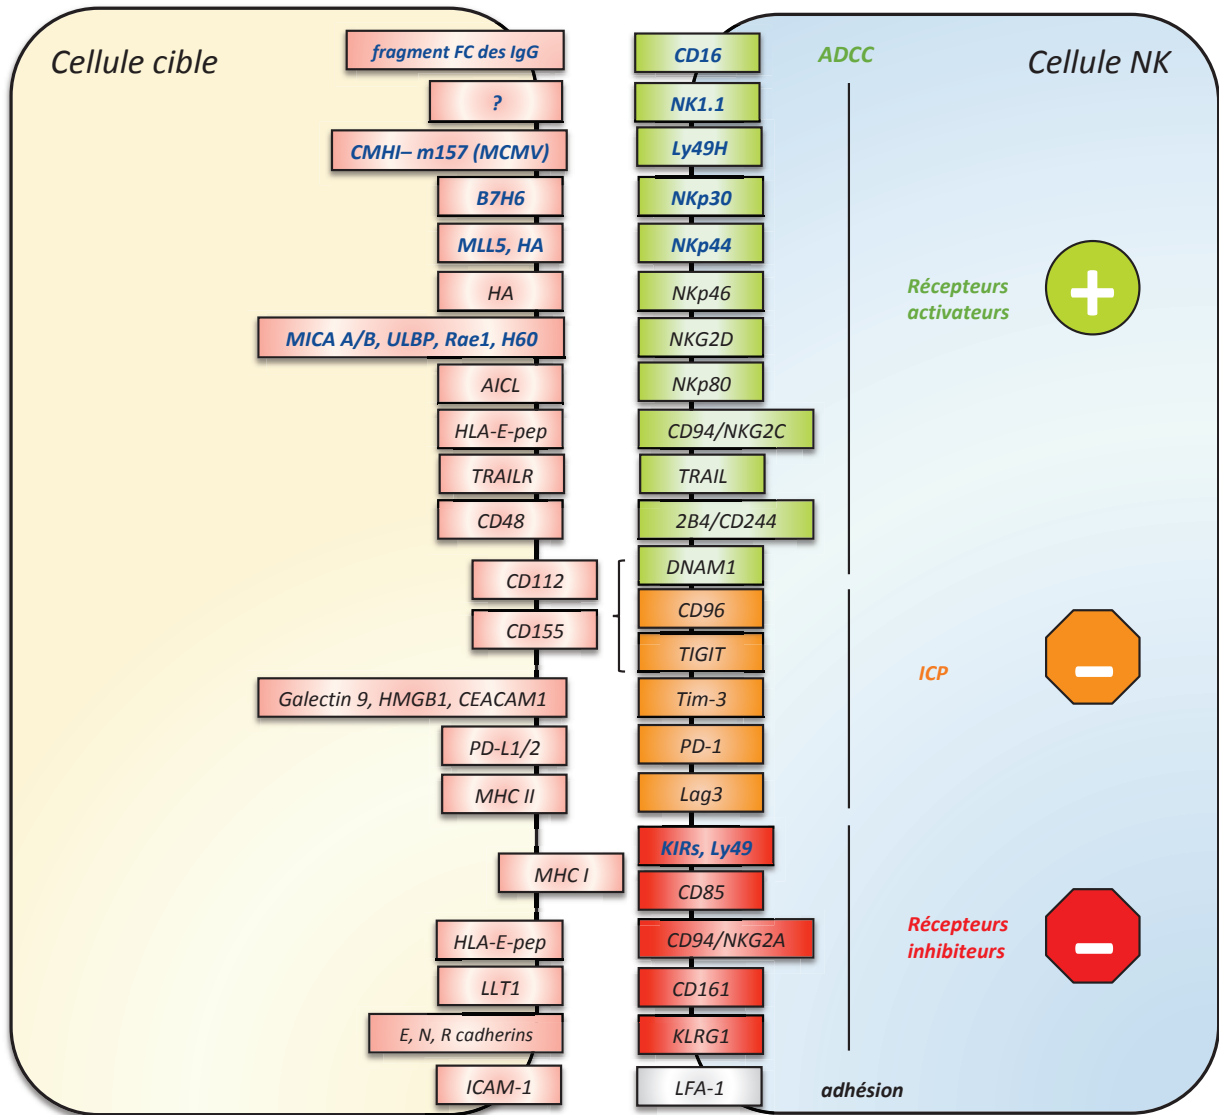 Cellule cible
Cellule NK
fragment FC des IgG
CD16
ADCC
?
NK1.1
CMHI– m157 (MCMV)
Ly49H
B7H6
NKp30
MLL5, HA
NKp44
HA
NKp46
Récepteurs
activateurs
MICA A/B, ULBP, Rae1, H60
NKG2D
AICL
NKp80
HLA-E-pep
CD94/NKG2C
TRAILR
TRAIL
CD48
2B4/CD244
CD112
DNAM1
CD96
CD155
TIGIT
ICP
Galectin 9, HMGB1, CEACAM1
Tim-3
PD-L1/2
PD-1
MHC II
Lag3
KIRs, Ly49
MHC I
CD85
HLA-E-pep
CD94/NKG2A
Récepteurs
inhibiteurs
LLT1
CD161
E, N, R cadherins
KLRG1
ICAM-1
LFA-1
adhésion